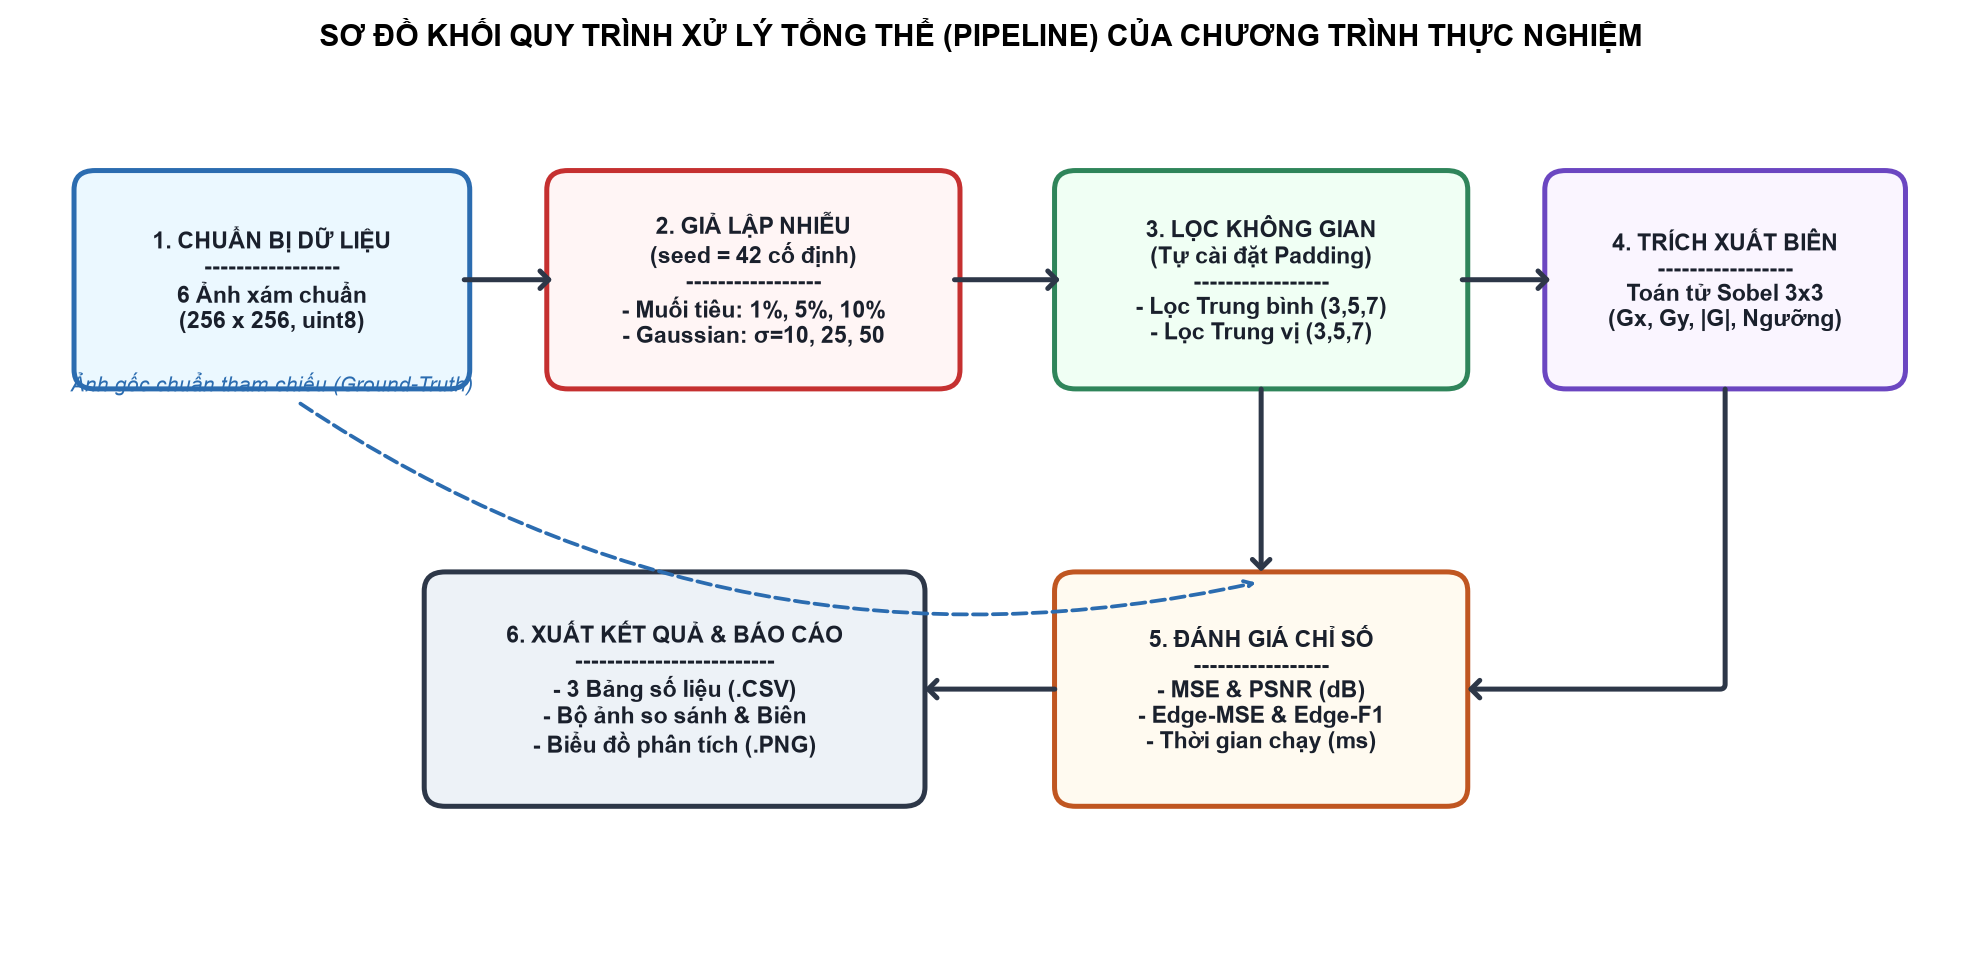 SƠ ĐỒ KHỐI QUY TRÌNH XỬ LÝ TỔNG THỂ (PIPELINE) CỦA CHƯƠNG TRÌNH THỰC NGHIỆM
1. CHUẨN BỊ DỮ LIỆU
-----------------
6 Ảnh xám chuẩn
(256 x 256, uint8)
Ảnh gốc chuẩn tham chiếu (Ground-Truth)
2. GIẢ LẬP NHIỄU
(seed = 42 cố định)
-----------------
- Muối tiêu: 1%, 5%, 10%
- Gaussian: σ=10, 25, 50
3. LỌC KHÔNG GIAN
(Tự cài đặt Padding)
-----------------
- Lọc Trung bình (3,5,7)
- Lọc Trung vị (3,5,7)
4. TRÍCH XUẤT BIÊN
-----------------
Toán tử Sobel 3x3
(Gx, Gy, |G|, Ngưỡng)
6. XUẤT KẾT QUẢ & BÁO CÁO
-------------------------
- 3 Bảng số liệu (.CSV)
- Bộ ảnh so sánh & Biên
- Biểu đồ phân tích (.PNG)
5. ĐÁNH GIÁ CHỈ SỐ
-----------------
- MSE & PSNR (dB)
- Edge-MSE & Edge-F1
- Thời gian chạy (ms)